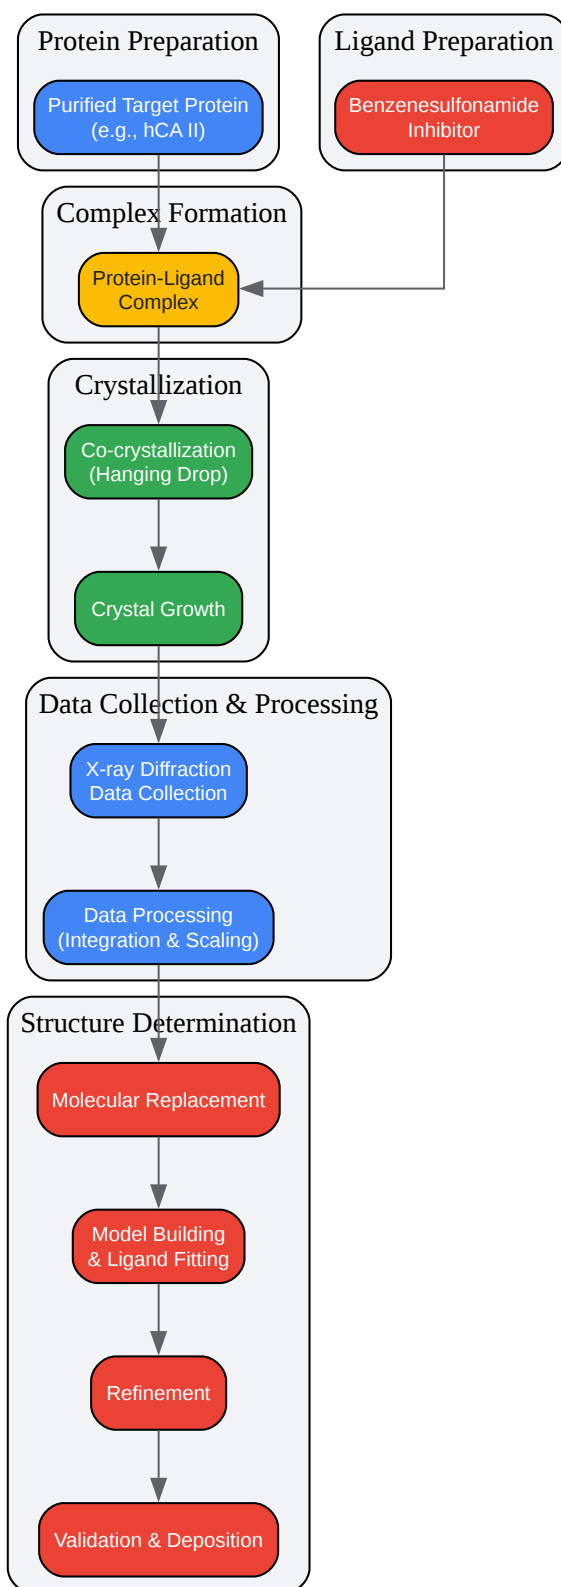 Protein Preparation
Purified Target Protein
(e.g., hCA II)
Ligand Preparation
Benzenesulfonamide
Inhibitor
Complex Formation
Protein-Ligand
Complex
Crystallization
Co-crystallization
(Hanging Drop)
Crystal Growth
Data Collection & Processing
X-ray Diffraction
Data Collection
Data Processing
(Integration & Scaling)
Structure Determination
Molecular Replacement
Model Building
& Ligand Fitting
Refinement
Validation & Deposition